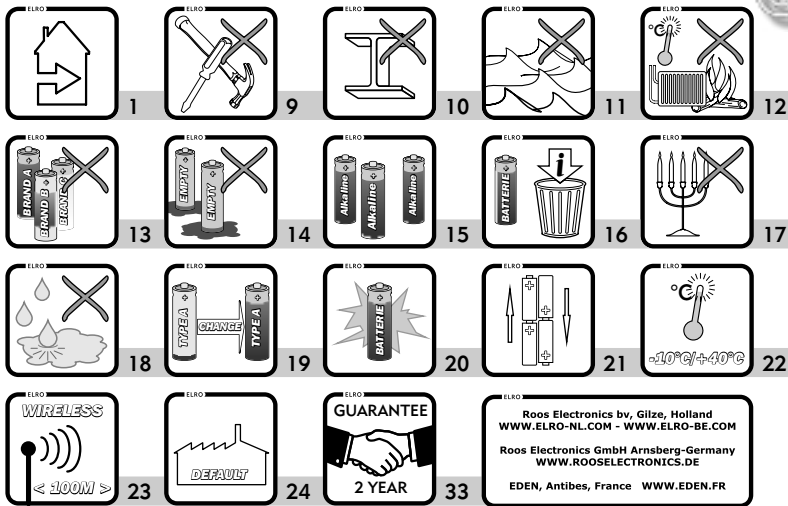 ELRO ELRO ELRO ELRO ELRO
°C
1 9 10 11 12
ELRO ELRO ELRO ELRO ELRO
BRAND A BRAND B BRAND C
EMPTY EMPTY
Alkaline Alkaline Alkaline
BATTERIE i
13 14 15 16 17
ELRO ELRO ELRO ELRO ELRO
TYPE A CHANGE TYPE A
BATTERIE
°C
-10°C/+40°C
18 19 20 21 22
ELRO ELRO ELRO ELRO
WIRELESS
< 100M >
DEFAULT
GUARANTEE
2 YEAR
23 24 33
Roos Electronics bv, Gilze, Holland
WWW.ELRO-NL.COM - WWW.ELRO-BE.COM
Roos Electronics GmbH Arnsberg-Germany
WWW.ROOSELECTRONICS.DE
EDEN, Antibes, France WWW.EDEN.FR